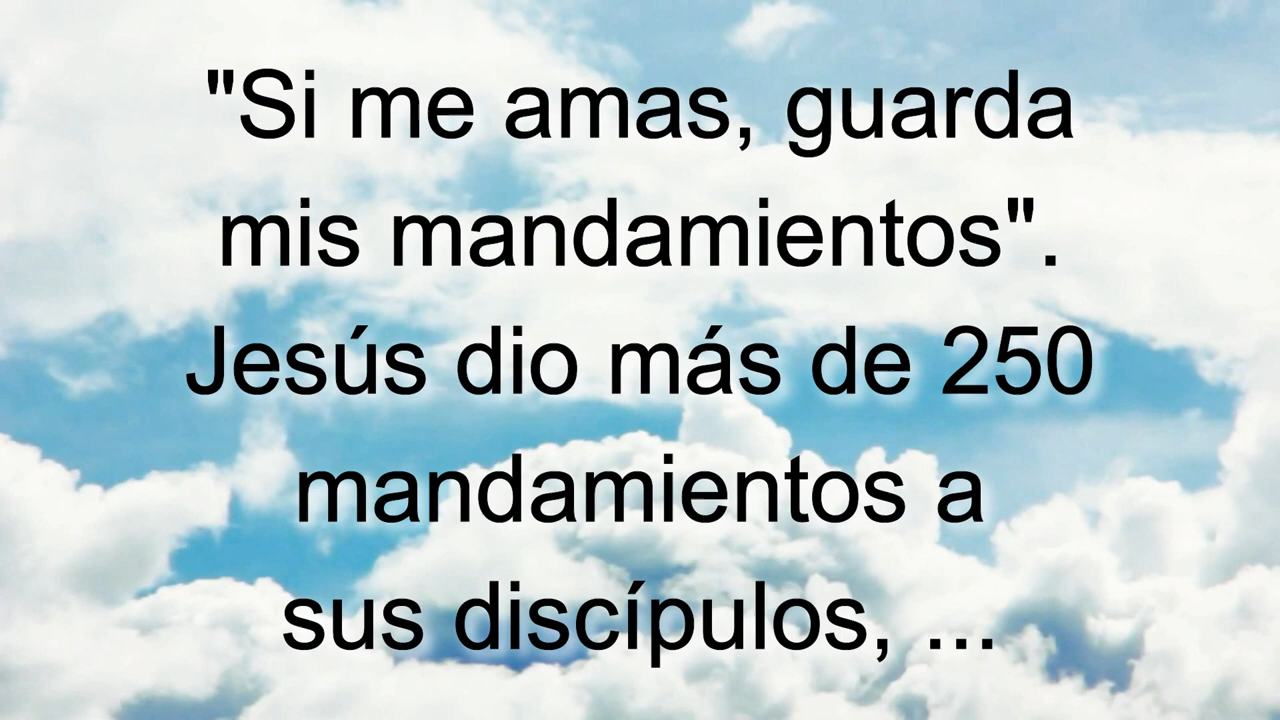 "Si me amas, guarda
mis mandamientos".
Jesús dio más de 250
mandamientos a
sus discípulos, ...